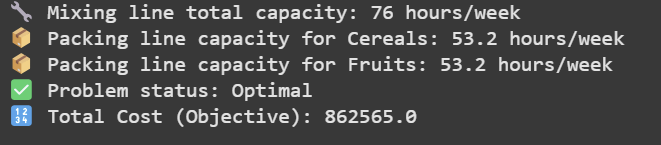 🔧 Mixing line total capacity: 76 hours/week
📦 Packing line capacity for Cereals: 53.2 hours/week
📦 Packing line capacity for Fruits: 53.2 hours/week
✅ Problem status: Optimal
🔢 Total Cost (Objective): 862565.0